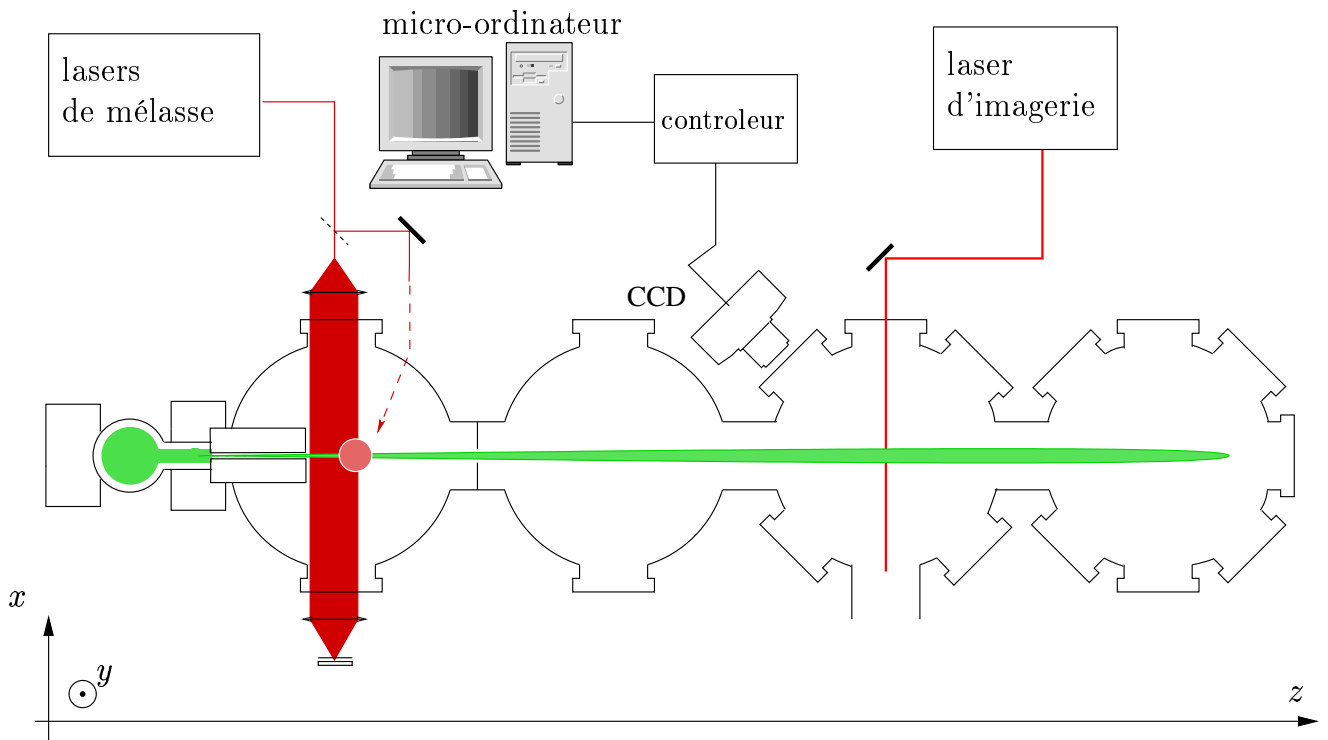 micro-ordinateur
lasers
de mélasse
controleur
laser
d'imagerie
CCD
x
y
z